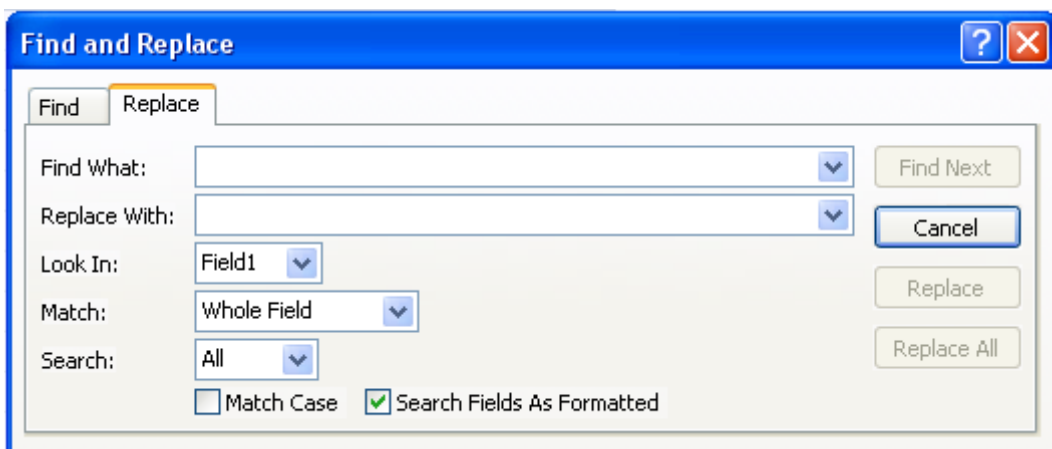 Find and Replace ?
Find Replace
Find What: Find Next
Replace With: Cancel
Look In: Field1
Replace
Match: Whole Field
Search: All Replace All
Match Case Search Fields As Formatted